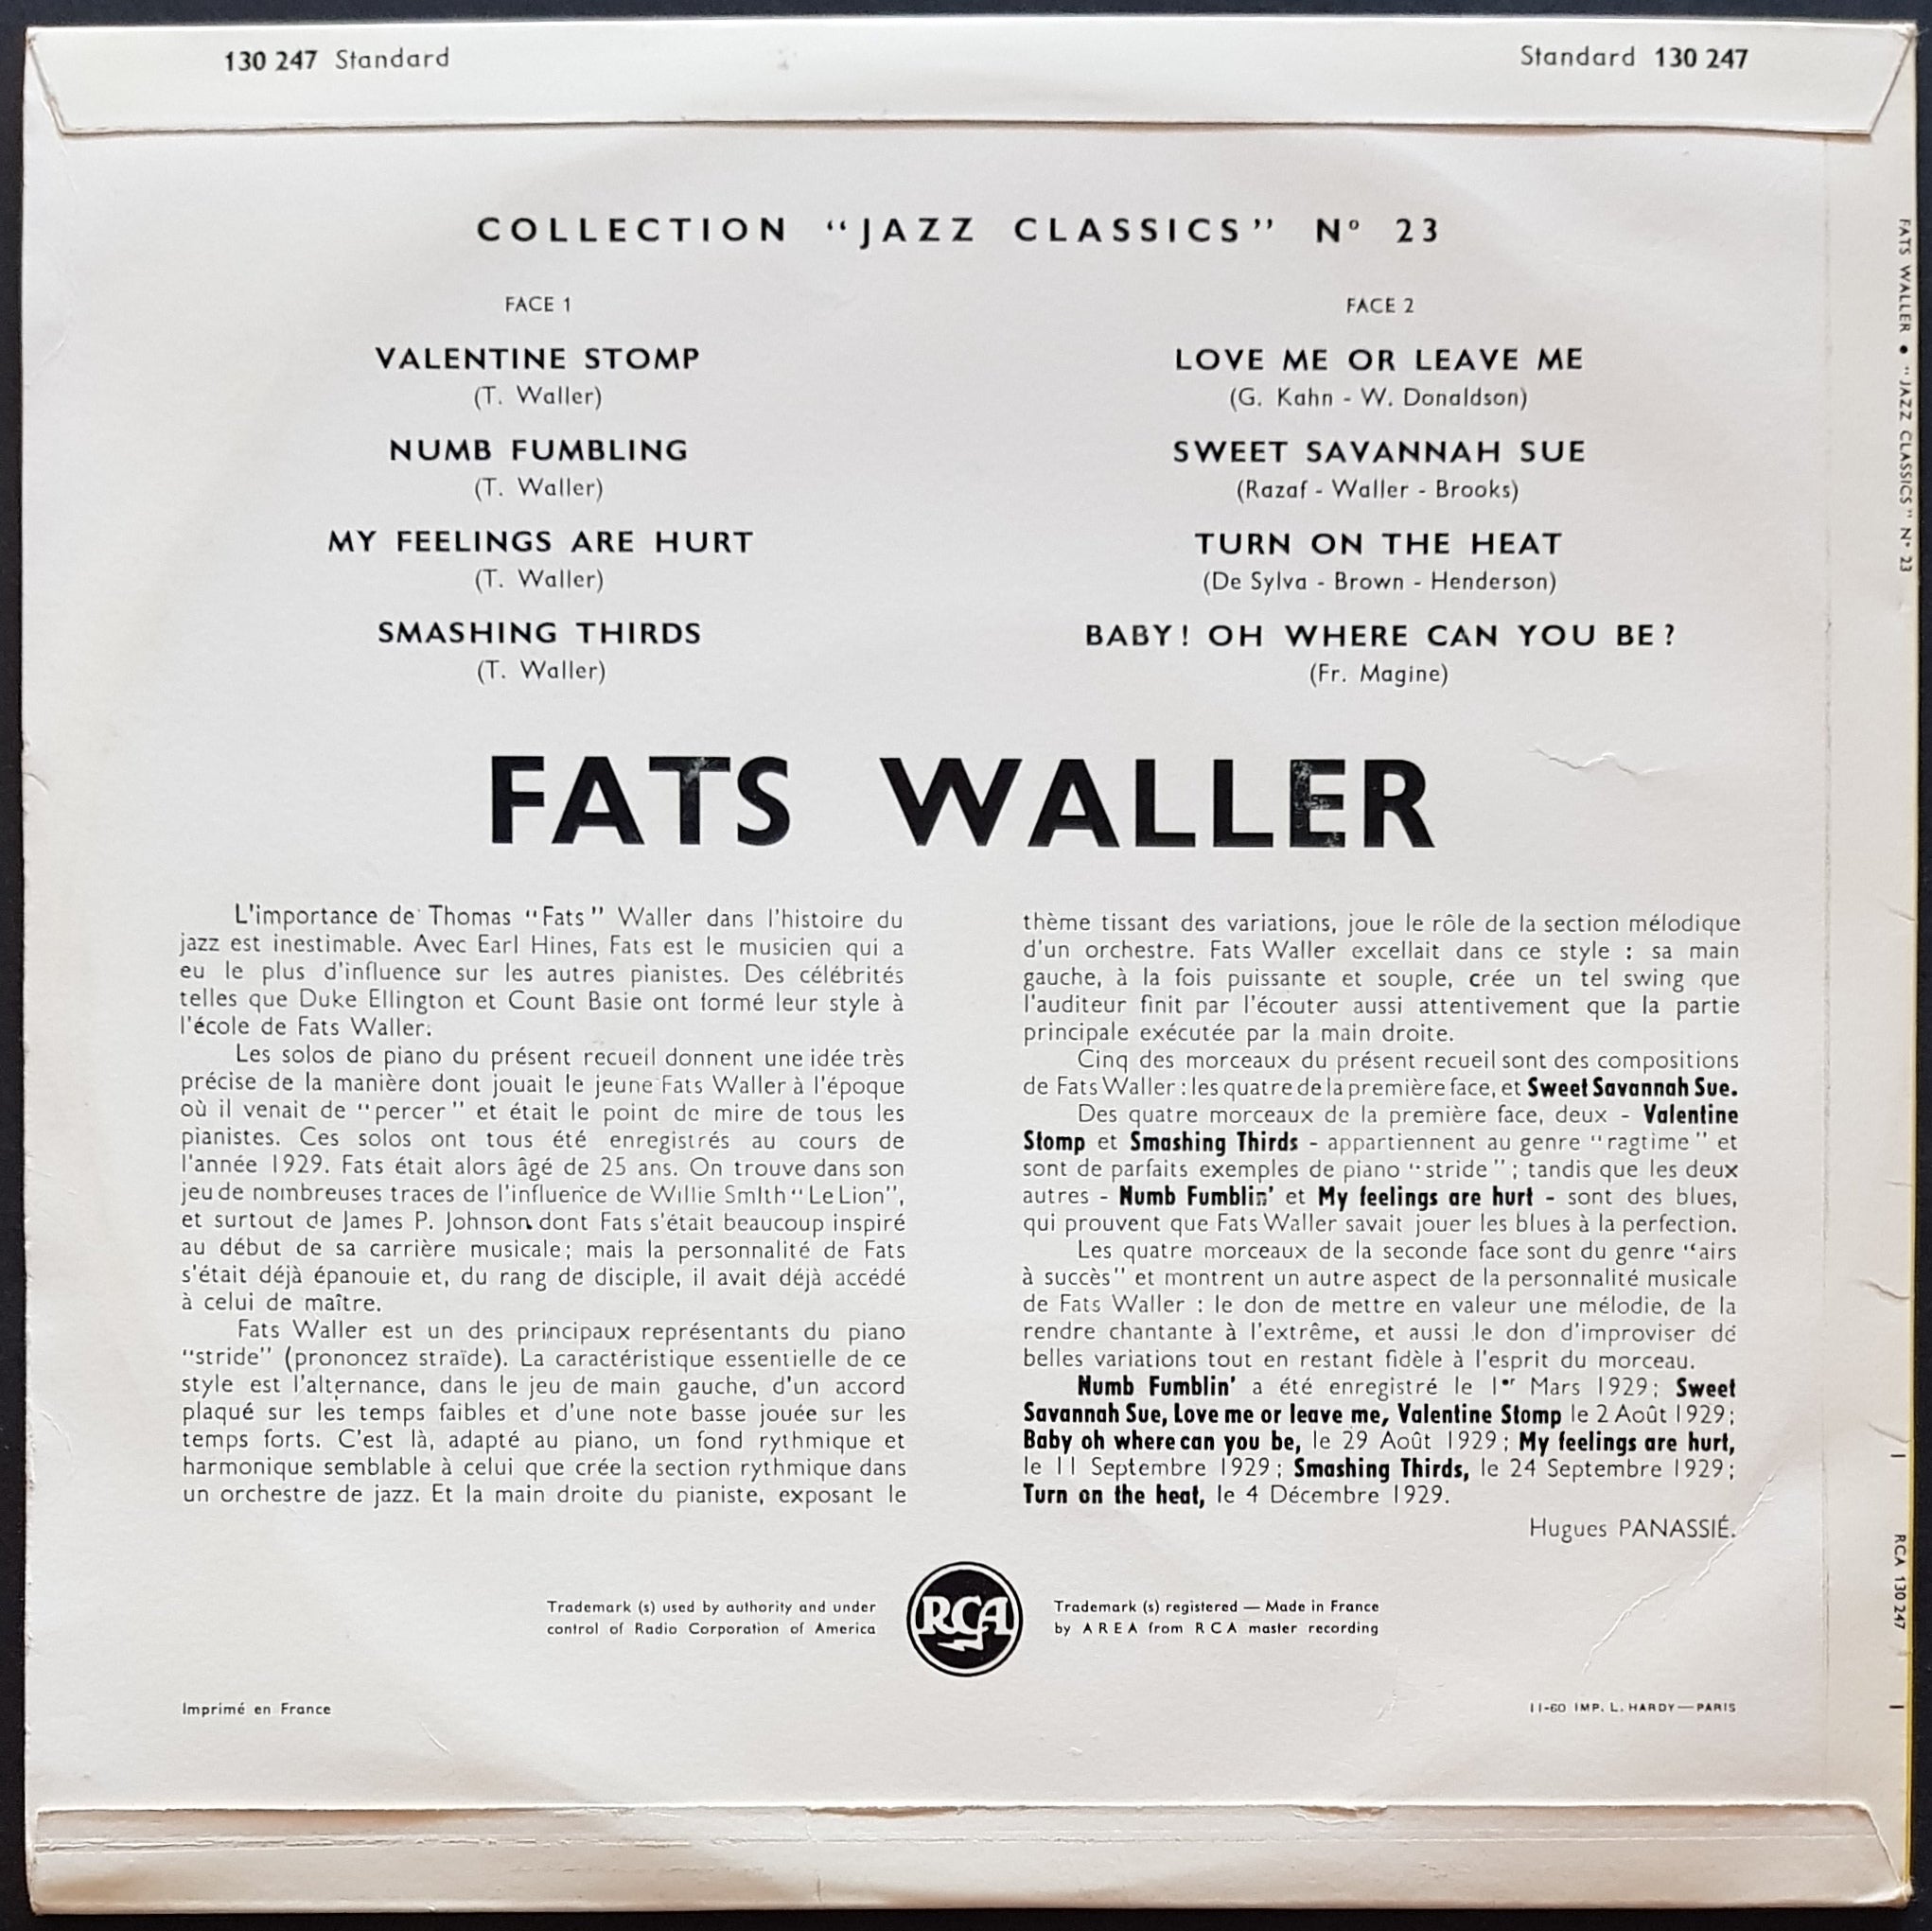 130 247 Standard
Standard 130 247
COLLECTION “JAZZ CLASSICS” Nº 23
FACE 1
VALENTINE STOMP
(T. Waller)
NUMB FUMBLING
(T. Waller)
MY FEELINGS ARE HURT
(T. Waller)
SMASHING THIRDS
(T. Waller)
FACE 2
LOVE ME OR LEAVE ME
(G. Kahn - W. Donaldson)
SWEET SAVANNAH SUE
(Razaf - Waller - Brooks)
TURN ON THE HEAT
(De Sylva - Brown - Henderson)
BABY! OH WHERE CAN YOU BE?
(Fr. Magine)
FATS WALLER
L'importance de Thomas “Fats” Waller dans l'histoire du
jazz est inestimable. Avec Earl Hines, Fats est le musicien qui a
eu le plus d'influence sur les autres pianistes. Des célébrités
telles que Duke Ellington et Count Basie ont formé leur style à
l'école de Fats Waller.
Les solos de piano du présent recueil donnent une idée très
précise de la manière dont jouait le jeune Fats Waller à l'époque
où il venait de “percer” et était le point de mire de tous les
pianistes. Ces solos ont tous été enregistrés au cours de
l'année 1929. Fats était alors âgé de 25 ans. On trouve dans son
jeu de nombreuses traces de l'influence de Willie Smith “Le Lion”,
et surtout de James P. Johnson dont Fats s'était beaucoup inspiré
au début de sa carrière musicale; mais la personnalité de Fats
s'était déjà épanouie et, du rang de disciple, il avait déjà accédé
à celui de maître.
Fats Waller est un des principaux représentants du piano
“stride” (prononcez straïde). La caractéristique essentielle de ce
style est l'alternance, dans le jeu de main gauche, d'un accord
plaqué sur les temps faibles et d'une note basse jouée sur les
temps forts. C'est là, adapté au piano, un fond rythmique et
harmonique semblable à celui que crée la section rythmique dans
un orchestre de jazz. Et la main droite du pianiste, exposant le
thème tissant des variations, joue le rôle de la section mélodique
d'un orchestre. Fats Waller excellait dans ce style : sa main
gauche, à la fois puissante et souple, crée un tel swing que
l'auditeur finit par l'écouter aussi attentivement que la partie
principale exécutée par la main droite.
Cinq des morceaux du présent recueil sont des compositions
de Fats Waller : les quatre de la première face, et Sweet Savannah Sue.
Des quatre morceaux de la première face, deux - Valentine
Stomp et Smashing Thirds - appartiennent au genre “ragtime” et
sont de parfaits exemples de piano “stride”; tandis que les deux
autres - Numb Fumblin' et My feelings are hurt - sont des blues,
qui prouvent que Fats Waller savait jouer les blues à la perfection.
Les quatre morceaux de la seconde face sont du genre “airs
à succès” et montrent un autre aspect de la personnalité musicale
de Fats Waller : le don de mettre en valeur une mélodie, de la
rendre chantante à l'extrême, et aussi le don d'improviser de
belles variations tout en restant fidèle à l'esprit du morceau.
Numb Fumblin' a été enregistré le 1er Mars 1929; Sweet
Savannah Sue, Love me or leave me, Valentine Stomp le 2 Août 1929;
Baby oh where can you be, le 29 Août 1929; My feelings are hurt,
le 11 Septembre 1929; Smashing Thirds, le 24 Septembre 1929;
Turn on the heat, le 4 Décembre 1929.
Hugues PANASSIÉ.
Trademark (s) used by authority and under
control of Radio Corporation of America
RCA
Trademark (s) registered — Made in France
by AREA from RCA master recording
Imprimé en France
11-60 IMP. L. HARDY — PARIS
FATS WALLER • “JAZZ CLASSICS” N° 23
RCA 130 247